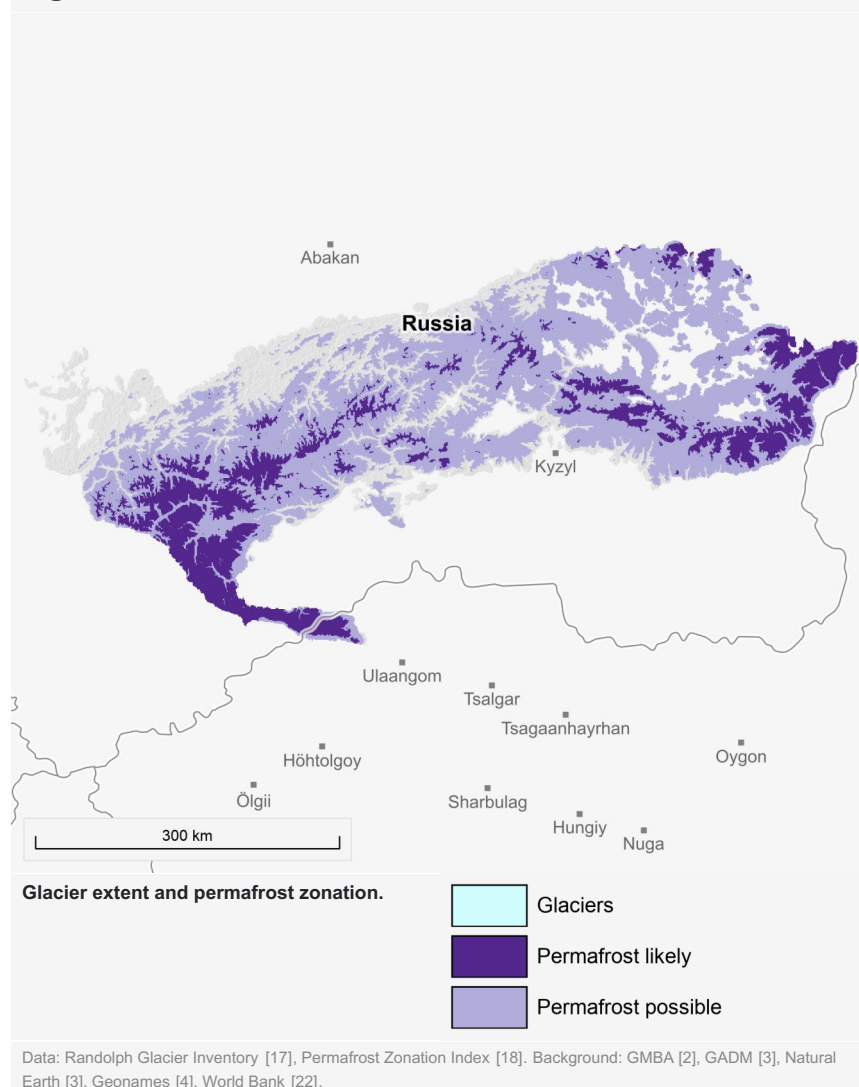 Abakan
Russia
Kyzyl
Ulaangom
Tsalgar
Tsagaanhayrhan
Oygon
Höhtolgoy
Ölgii
Sharbulag
Hungiy
Nuga
300 km
Glacier extent and permafrost zonation.
Glaciers
Permafrost likely
Permafrost possible
Data: Randolph Glacier Inventory [17], Permafrost Zonation Index [18]. Background: GMBA [2], GADM [3], Natural
Earth [3], Geonames [4], World Bank [22].